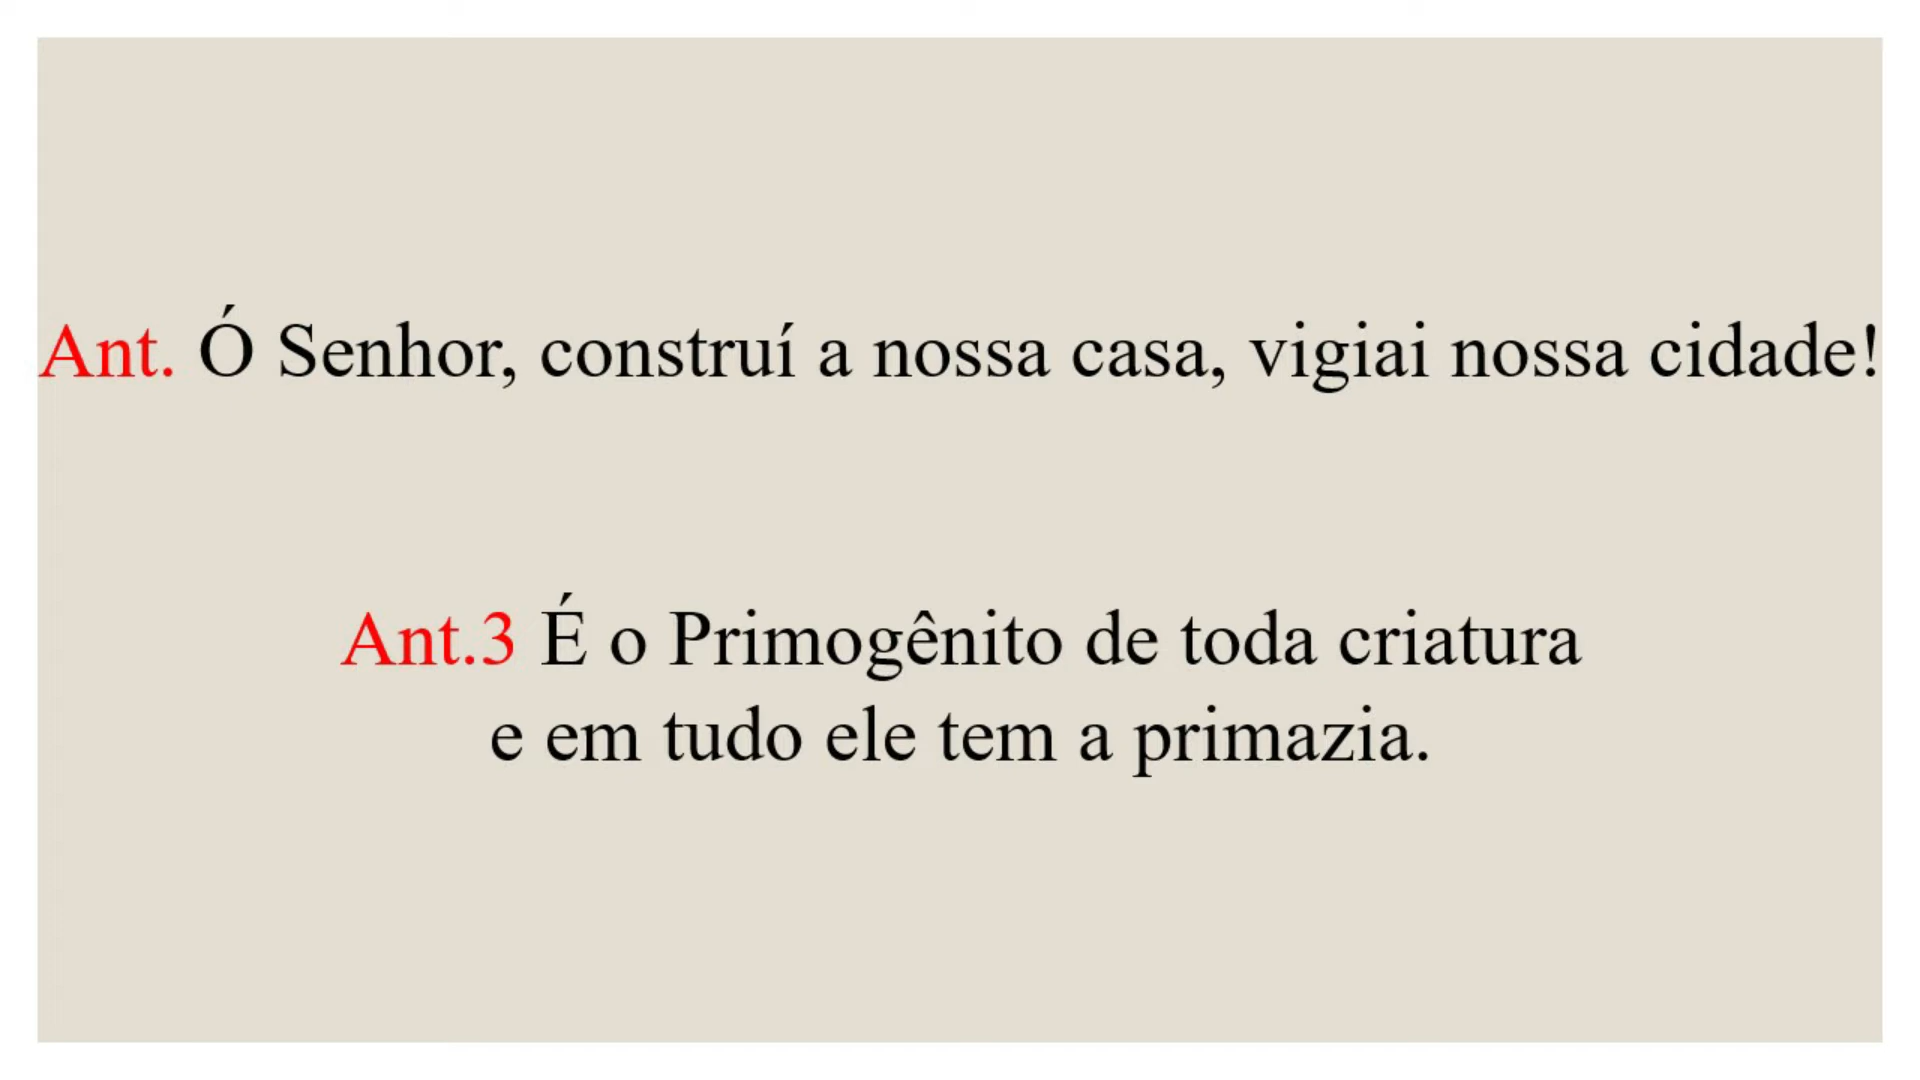 Ant. Ó Senhor, construí a nossa casa, vigiai nossa cidade!
Ant.3 É o Primogênito de toda criatura
e em tudo ele tem a primazia.